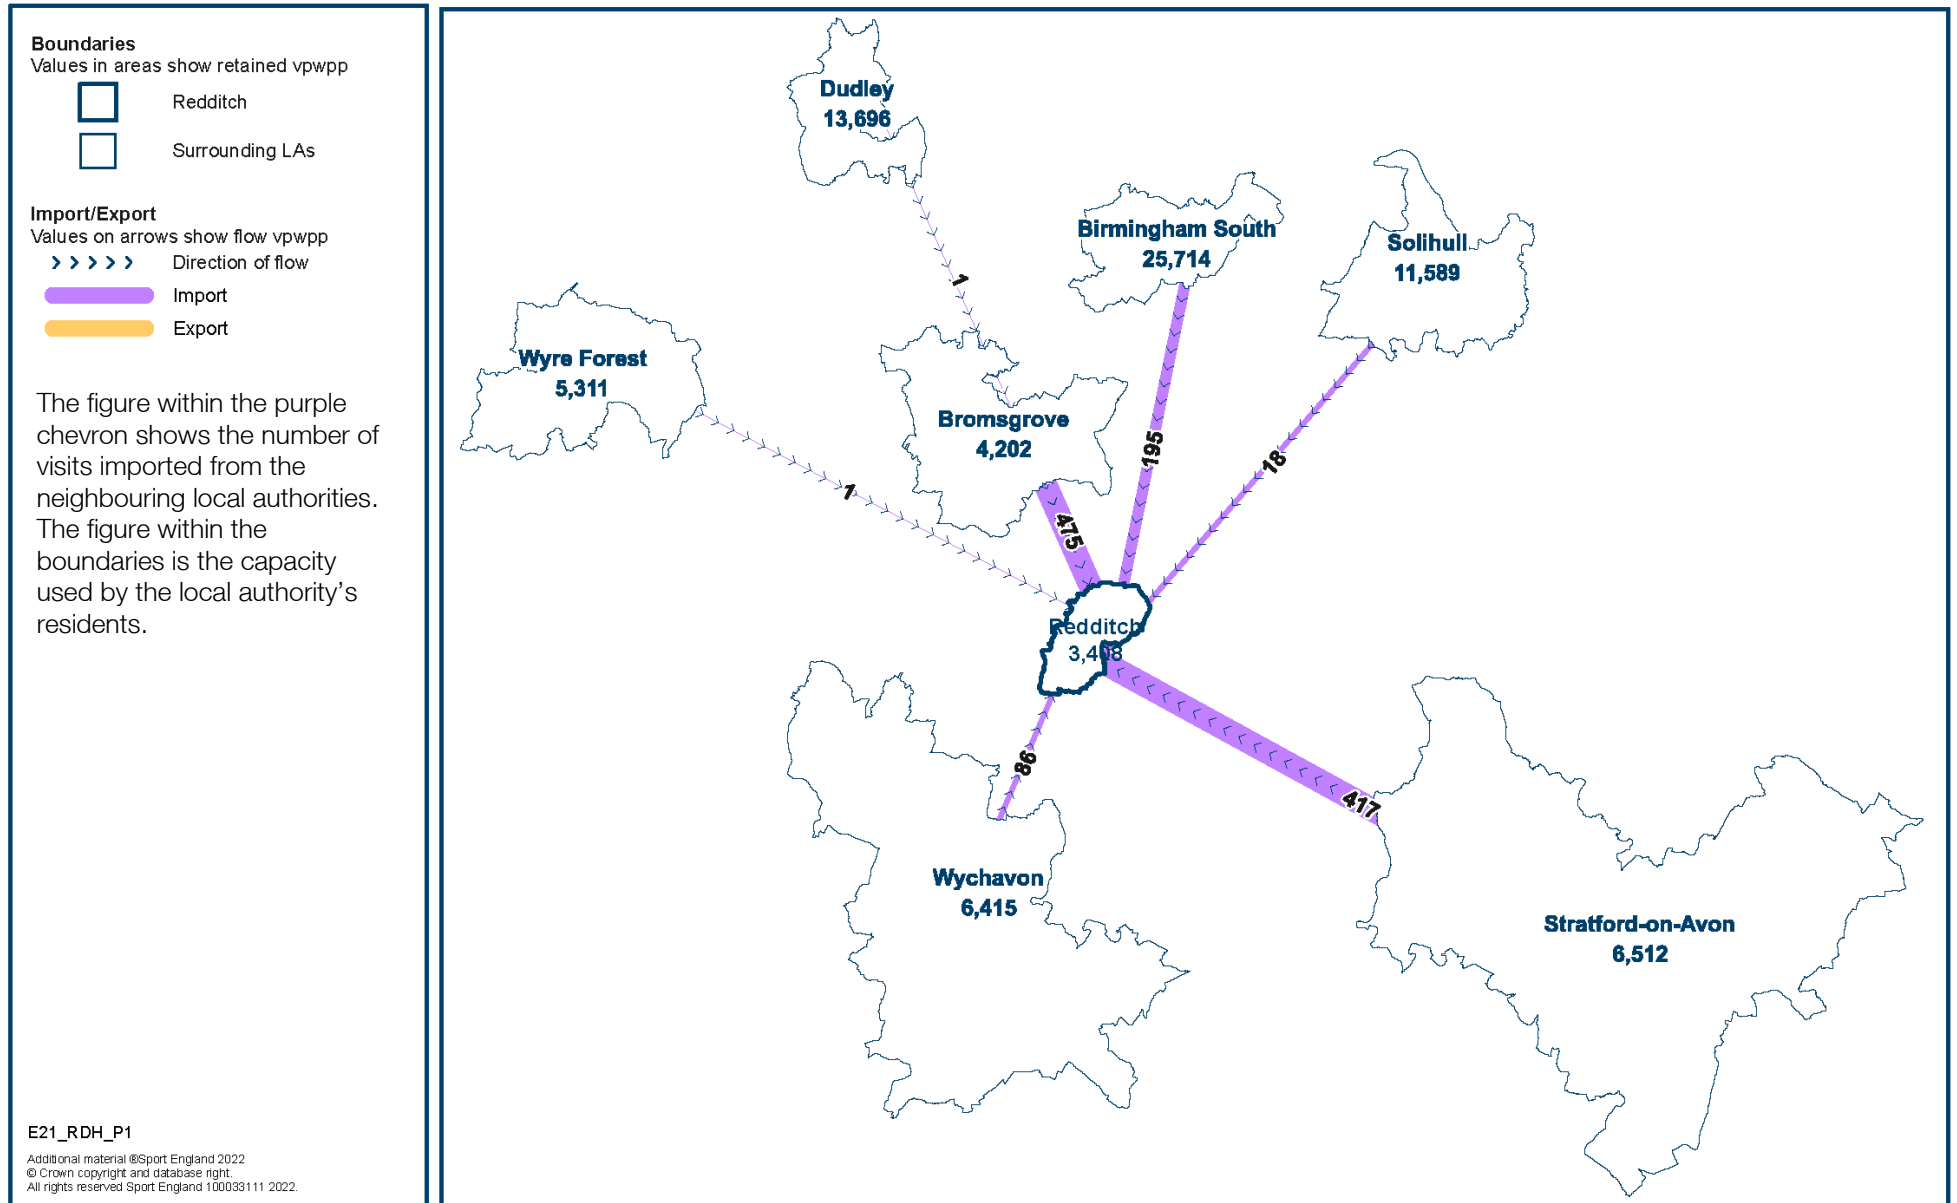 Boundaries
Values in areas show retained vpwpp
Redditch
Surrounding LAs
Import/Export
Values on arrows show flow vpwpp
Direction of flow
Import
Export
The figure within the purple
chevron shows the number of
visits imported from the
neighbouring local authorities.
The figure within the
boundaries is the capacity
used by the local authority’s
residents.
E21_RDH_P1
Additional material ®Sport England 2022
© Crown copyright and database right.
All rights reserved Sport England 100033111 2022.
Dudley
13,696
Birmingham South
25,714
Solihull
11,589
1
Wyre Forest
5,311
Bromsgrove
4,202
195
18
1
475
Redditch
3,408
86
417
Wychavon
6,415
Stratford-on-Avon
6,512